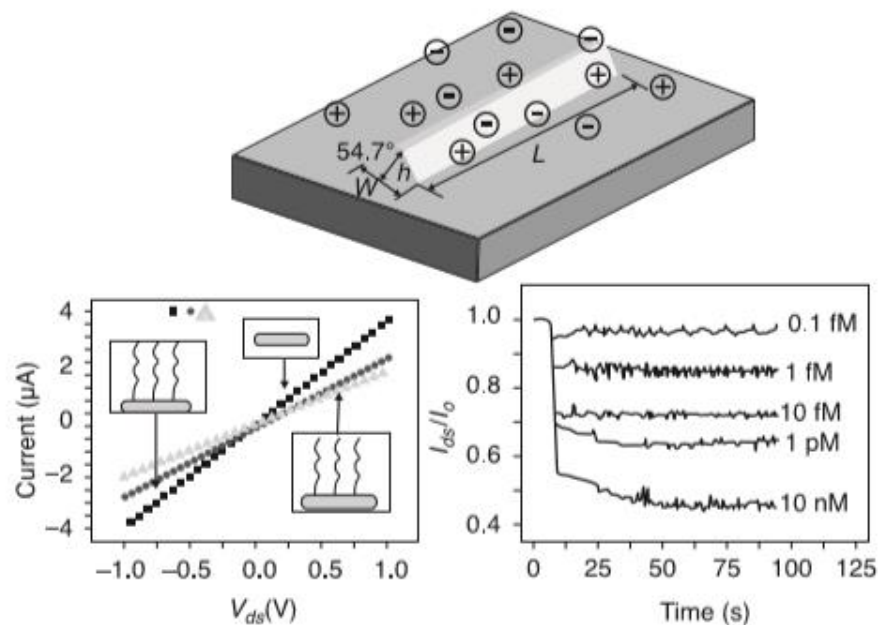 54.7°
h
W
L
4
2
0
−2
−4
Current (µA)
−1.0
−0.5
0.0
0.5
1.0
V_ds(V)
1.0
0.8
0.6
0.4
I_ds/I_o
0.1 fM
1 fM
10 fM
1 pM
10 nM
0
25
50
75
100
125
Time (s)